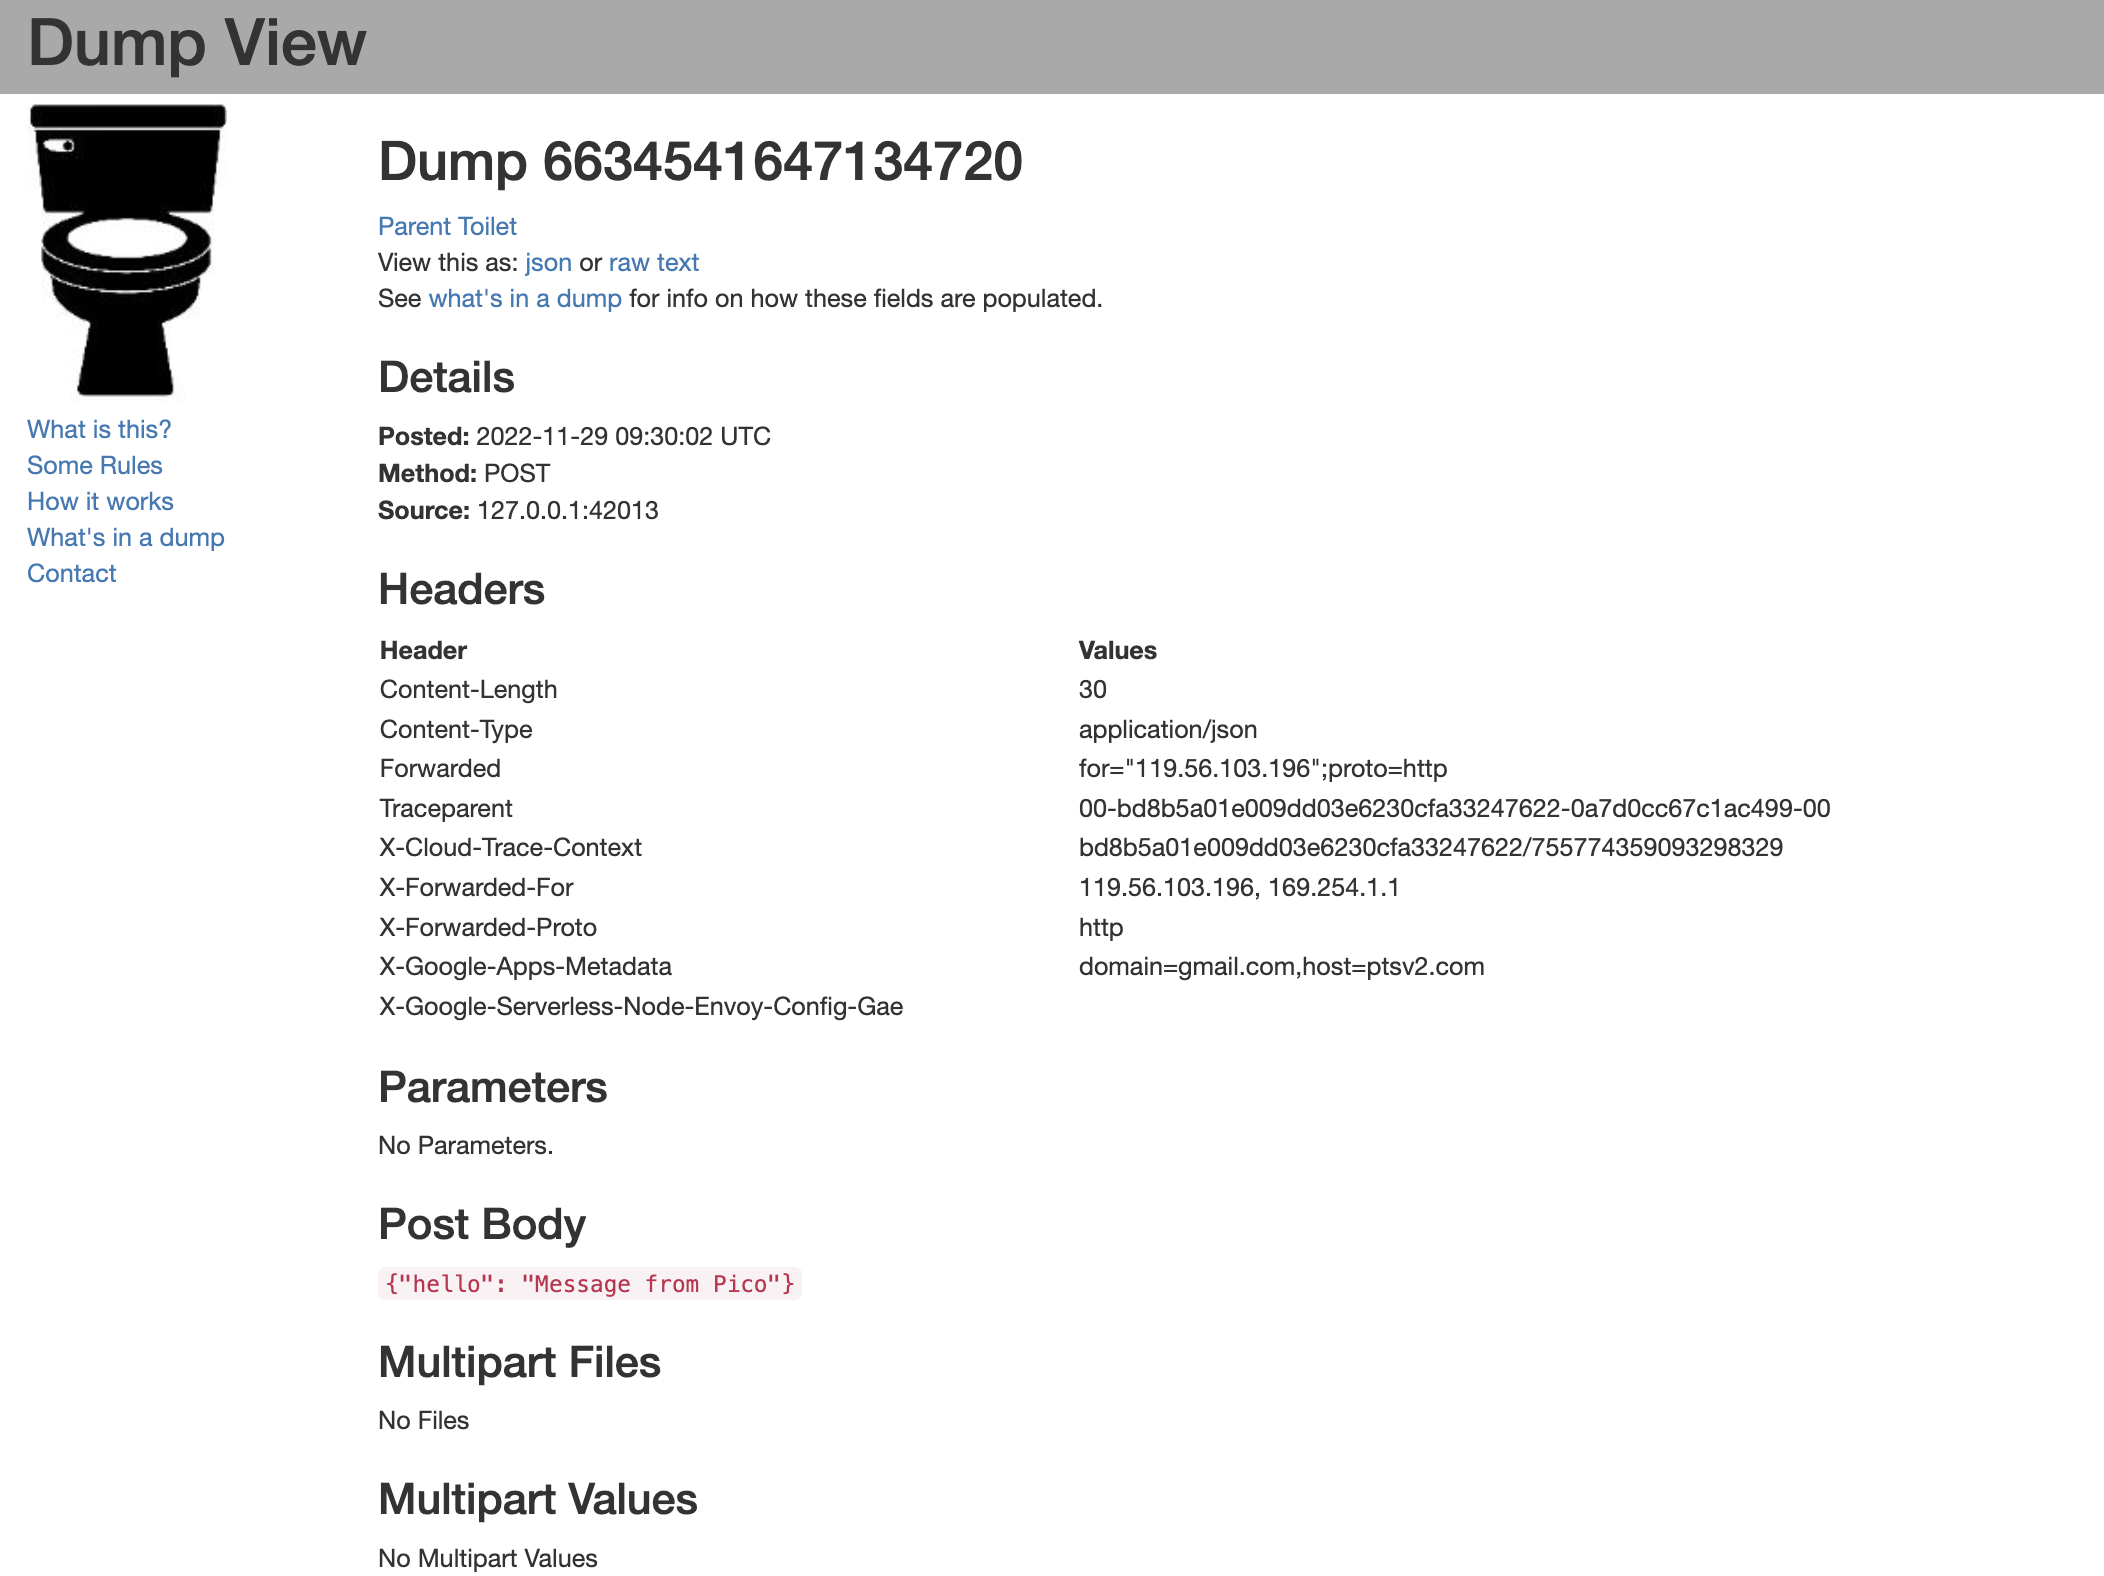 Dump View
Dump 6634541647134720
Parent Toilet
View this as: json or raw text
See what's in a dump for info on how these fields are populated.
What is this?
Some Rules
How it works
What's in a dump
Contact
Details
Posted: 2022-11-29 09:30:02 UTC
Method: POST
Source: 127.0.0.1:42013
Headers
Header Values
Content-Length 30
Content-Type application/json
Forwarded for="119.56.103.196";proto=http
Traceparent 00-bd8b5a01e009dd03e6230cfa33247622-0a7d0cc67c1ac499-00
X-Cloud-Trace-Context bd8b5a01e009dd03e6230cfa33247622/755774359093298329
X-Forwarded-For 119.56.103.196, 169.254.1.1
X-Forwarded-Proto http
X-Google-Apps-Metadata domain=gmail.com,host=ptsv2.com
X-Google-Serverless-Node-Envoy-Config-Gae
Parameters
No Parameters.
Post Body
{"hello": "Message from Pico"}
Multipart Files
No Files
Multipart Values
No Multipart Values